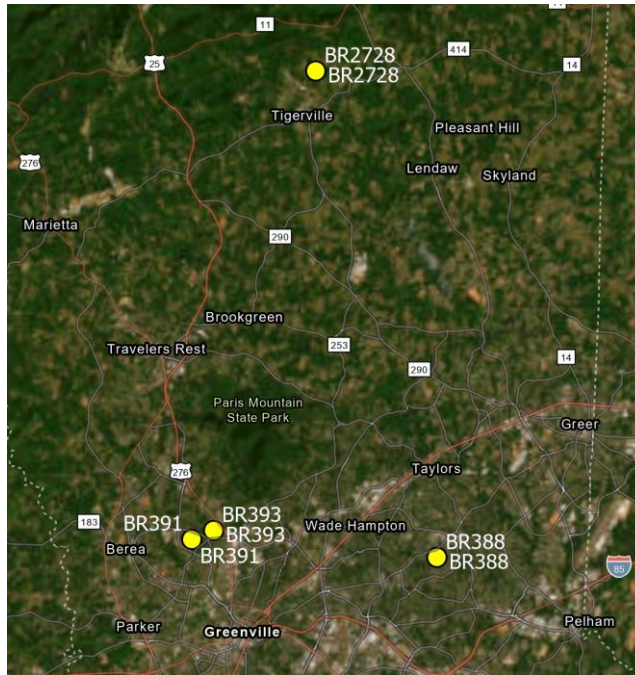 11
BR2728
BR2728
25
414
14
Tigerville
Pleasant Hill
276
Lendaw
Skyland
Marietta
290
Brookgreen
253
Travelers Rest
14
290
Paris Mountain
State Park
Greer
Taylors
276
183
BR391
BR393
BR393
Wade Hampton
Berea
BR391
BR388
BR388
85
Parker
Greenville
Pelham